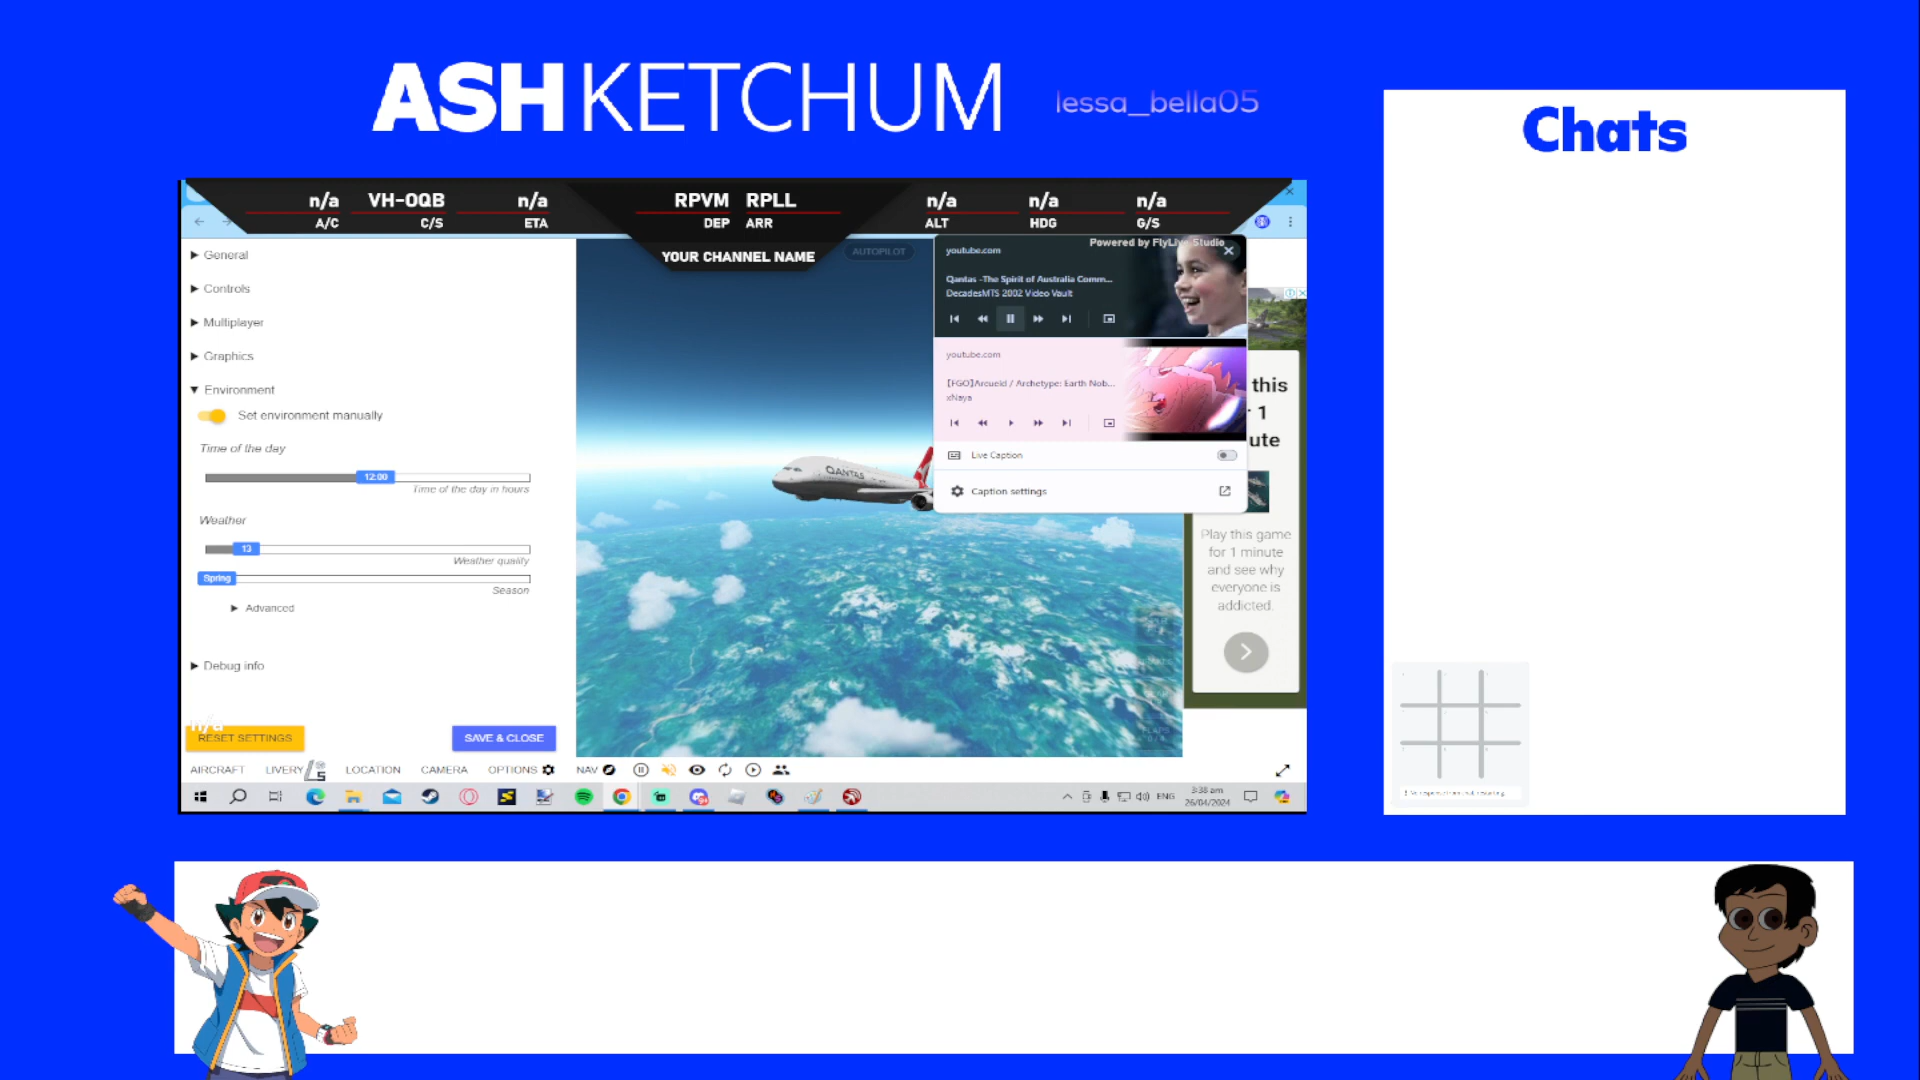 ASH KETCHUM
lessa_bella05
Chats
n/a VH-OQB n/a RPVM RPLL n/a n/a n/a
A/C C/S ETA DEP ARR ALT HDG G/S
YOUR CHANNEL NAME
AUTOPILOT
Powered by FlyLive Studio
youtube.com
Qantas -The Spirit of Australia Comm...
DecadesMTS 2002 Video Vault
youtube.com
[FGO]Arcueid / Archetype: Earth Nob...
xNaya
Live Caption
Caption settings
General
Controls
Multiplayer
Graphics
Environment
Set environment manually
Time of the day
12:00
Time of the day in hours
Weather
13
Weather quality
Spring
Season
Advanced
Debug info
n/a
RESET SETTINGS
SAVE & CLOSE
QANTAS
this
1
ute
Play this game
for 1 minute
and see why
everyone is
addicted.
AIRCRAFT LIVERY LOCATION CAMERA OPTIONS NAV
ENG
3:38 am
26/04/2024